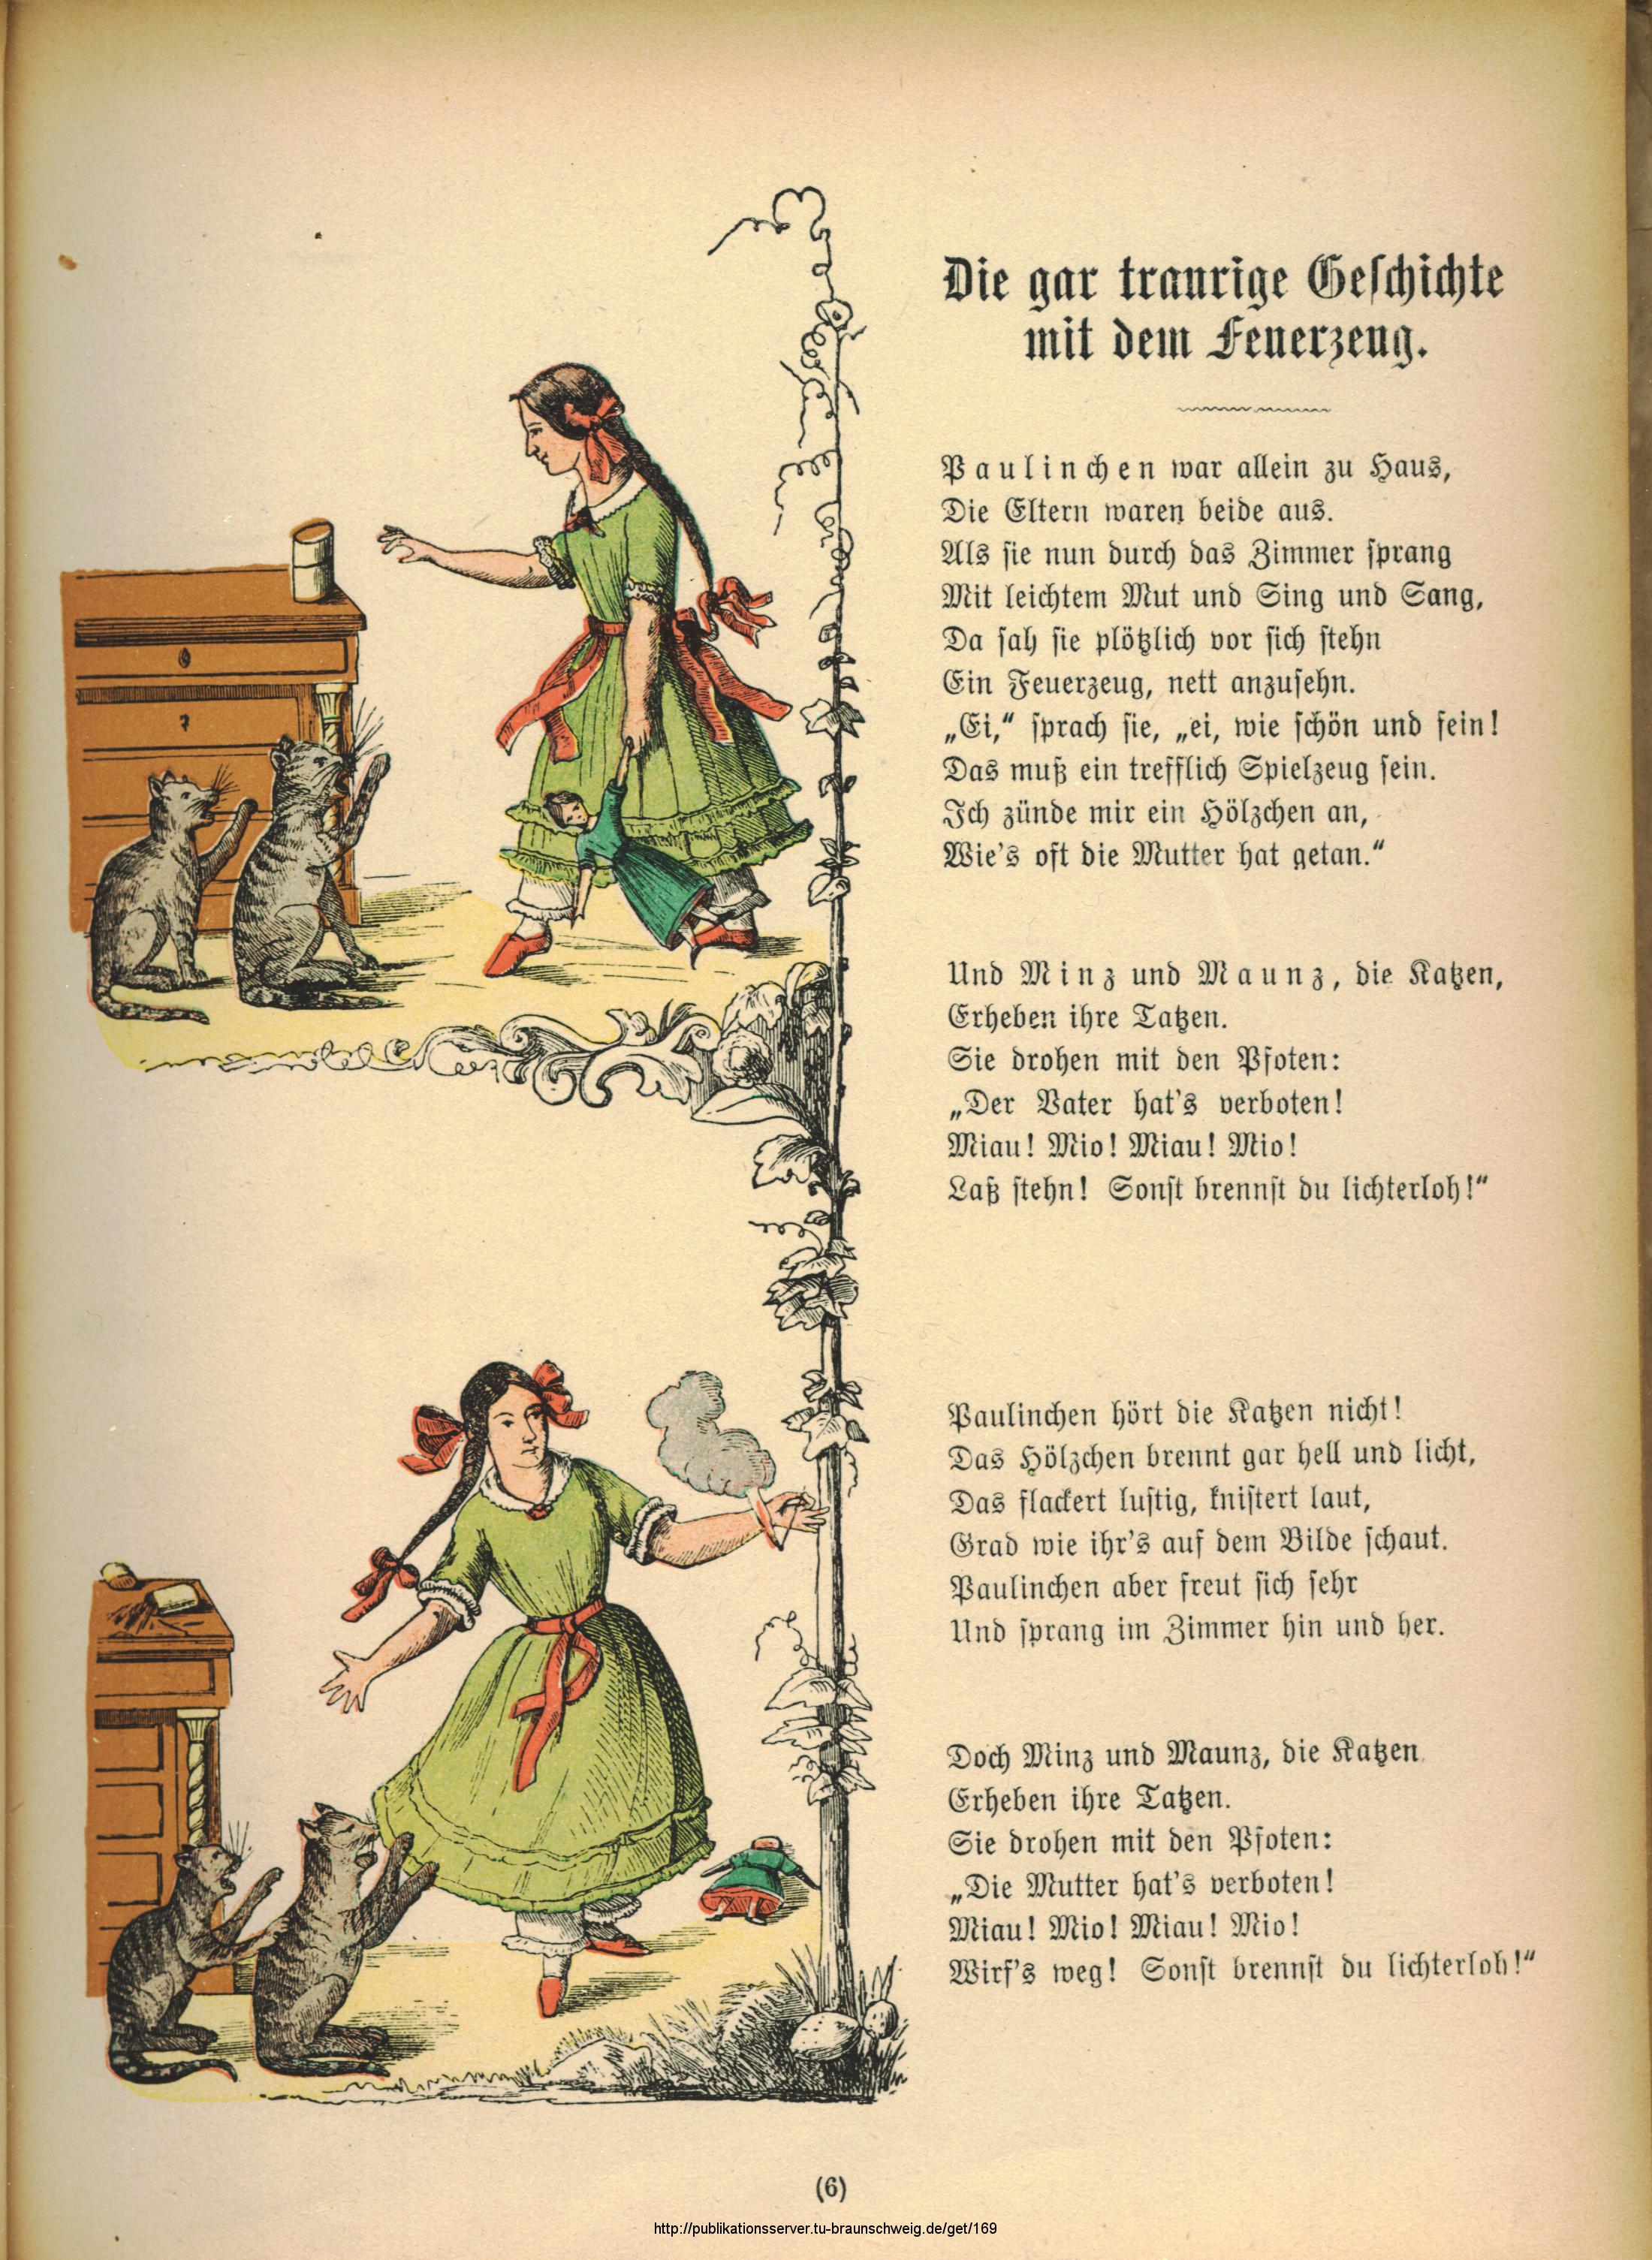 Die gar traurige Geschichte
mit dem Feuerzeug.
Paulinchen war allein zu Haus,
Die Eltern waren beide aus.
Als sie nun durch das Zimmer sprang
Mit leichtem Mut und Sing und Sang,
Da sah sie plötzlich vor sich stehn
Ein Feuerzeug, nett anzusehn.
„Ei,“ sprach sie, „ei, wie schön und fein!
Das muß ein trefflich Spielzeug sein.
Ich zünde mir ein Hölzchen an,
Wie's oft die Mutter hat getan.“
Und Minz und Maunz, die Katzen,
Erheben ihre Tatzen.
Sie drohen mit den Pfoten:
„Der Vater hat's verboten!
Miau! Mio! Miau! Mio!
Laß stehn! Sonst brennst du lichterloh!“
Paulinchen hört die Katzen nicht!
Das Hölzchen brennt gar hell und licht,
Das flackert lustig, knistert laut,
Grad wie ihr's auf dem Bilde schaut.
Paulinchen aber freut sich sehr
Und sprang im Zimmer hin und her.
Doch Minz und Maunz, die Katzen
Erheben ihre Tatzen.
Sie drohen mit den Pfoten:
„Die Mutter hat's verboten!
Miau! Mio! Miau! Mio!
Wirf's weg! Sonst brennst du lichterloh!“
(6)
http://publikationsserver.tu-braunschweig.de/get/169